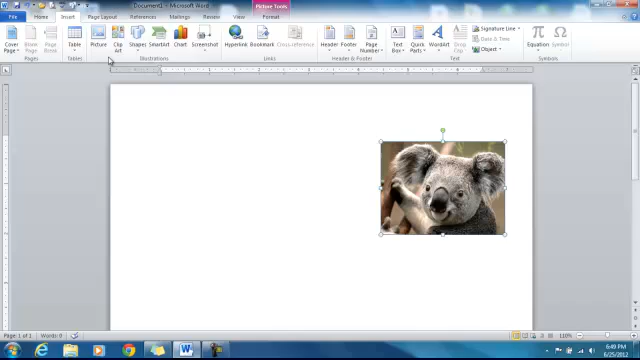 Document1 - Microsoft Word
Picture Tools
File Home Insert Page Layout References Mailings Review View Format
Cover Page Blank Page Page Break Table Picture Clip Art Shapes SmartArt Chart Screenshot Hyperlink Bookmark Cross-reference Header Footer Page Number Text Box Quick Parts WordArt Drop Cap Signature Line Date & Time Object Equation Symbol
Pages Tables Illustrations Links Header & Footer Text Symbols
Page: 1 of 1 Words: 0 110%
6:49 PM
6/25/2012